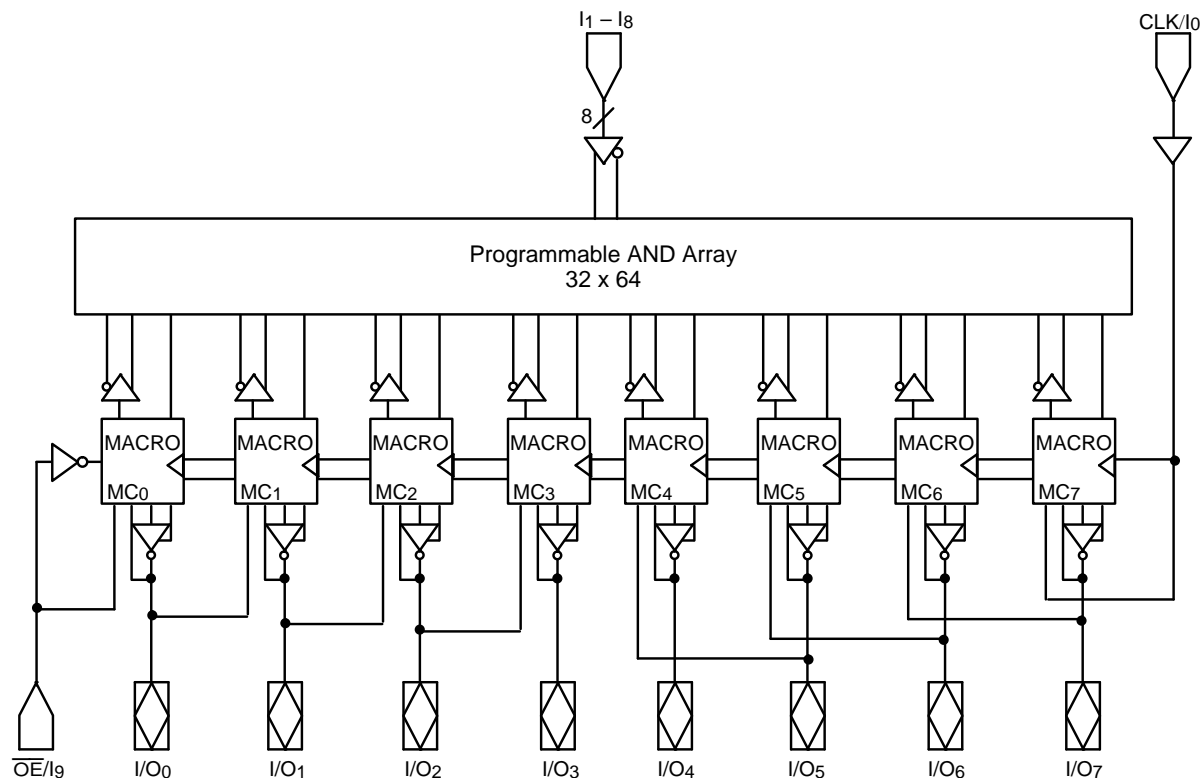 I1 – I8
CLK/I0
8
Programmable AND Array
32 x 64
MACRO MACRO MACRO MACRO MACRO MACRO MACRO MACRO
MC0 MC1 MC2 MC3 MC4 MC5 MC6 MC7
O̅E̅/I9 I/O0 I/O1 I/O2 I/O3 I/O4 I/O5 I/O6 I/O7